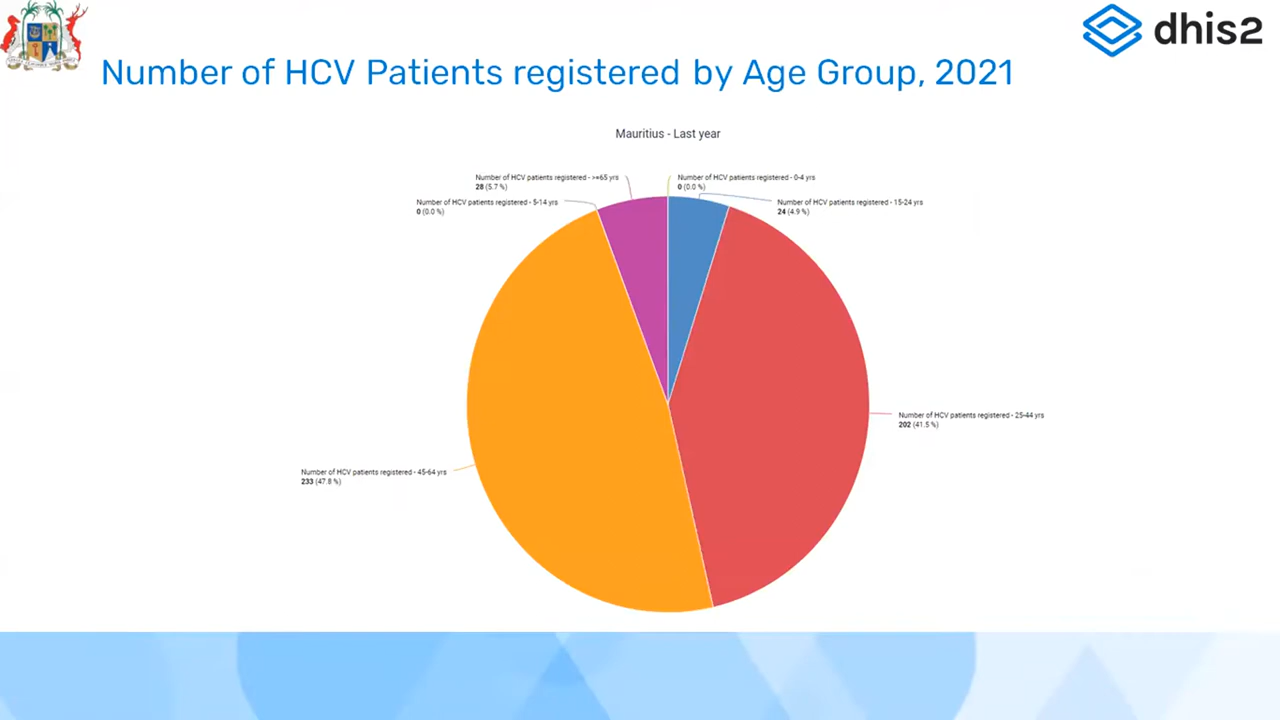 dhis2
Number of HCV Patients registered by Age Group, 2021
Mauritius - Last year
Number of HCV patients registered - >=65 yrs
28 (5.7 %)
Number of HCV patients registered - 0-4 yrs
0 (0.0 %)
Number of HCV patients registered - 5-14 yrs
0 (0.0 %)
Number of HCV patients registered - 15-24 yrs
24 (4.9 %)
Number of HCV patients registered - 25-44 yrs
202 (41.5 %)
Number of HCV patients registered - 45-64 yrs
233 (47.8 %)